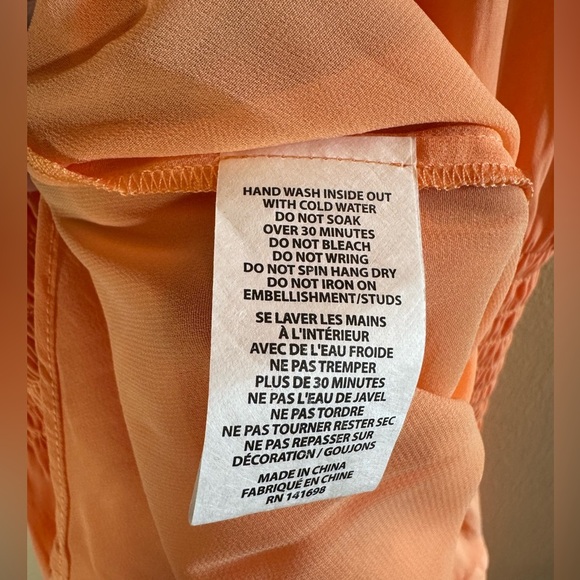 HAND WASH INSIDE OUT
WITH COLD WATER
DO NOT SOAK
OVER 30 MINUTES
DO NOT BLEACH
DO NOT WRING
DO NOT SPIN HANG DRY
DO NOT IRON ON
EMBELLISHMENT/STUDS
SE LAVER LES MAINS
À L'INTÉRIEUR
AVEC DE L'EAU FROIDE
NE PAS TREMPER
PLUS DE 30 MINUTES
NE PAS L'EAU DE JAVEL
NE PAS TORDRE
NE PAS TOURNER RESTER SEC
NE PAS REPASSER SUR
DÉCORATION / GOUJONS
MADE IN CHINA
FABRIQUÉ EN CHINE
RN 141698